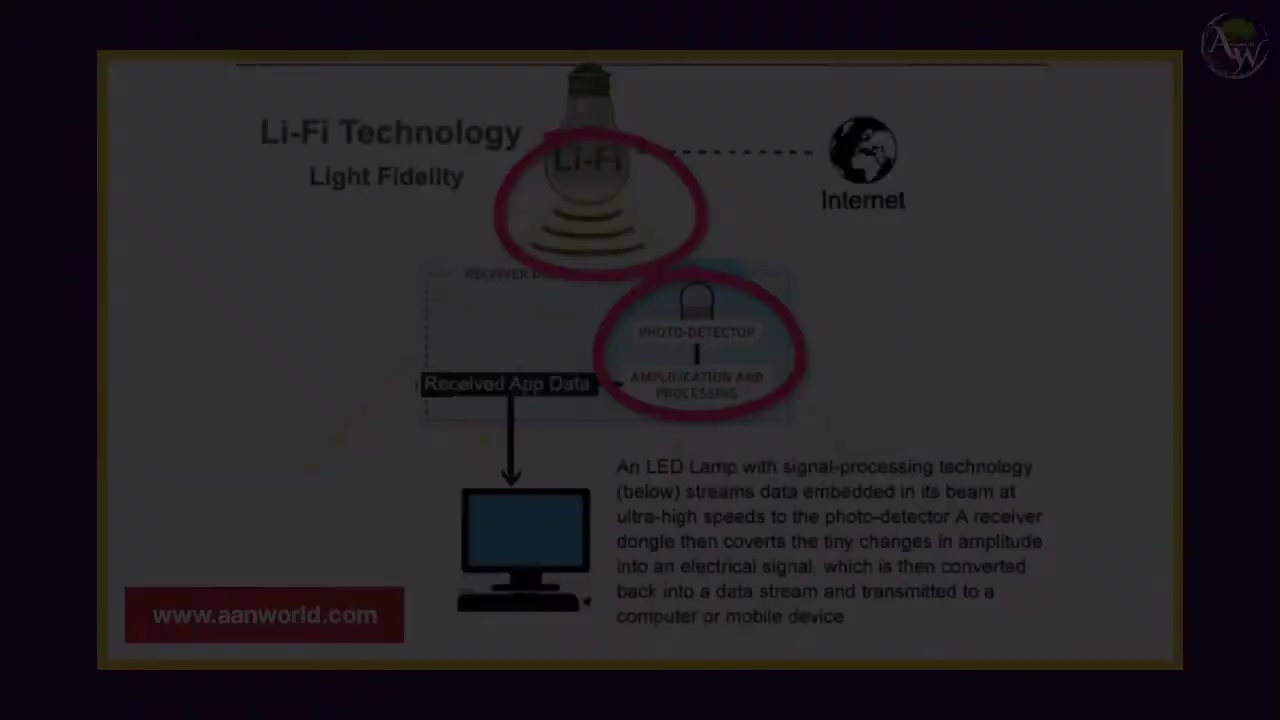 AW
Li-Fi Technology
Light Fidelity
Li-Fi
Internet
RECEIVER
PHOTO-DETECTOR
AMPLIFICATION AND
PROCESSING
Received App Data
An LED Lamp with signal-processing technology
(below) streams data embedded in its beam at
ultra-high speeds to the photo-detector.A receiver
dongle then coverts the tiny changes in amplitude
into an electrical signal, which is then converted
back into a data stream and transmitted to a
computer or mobile device
www.aanworld.com